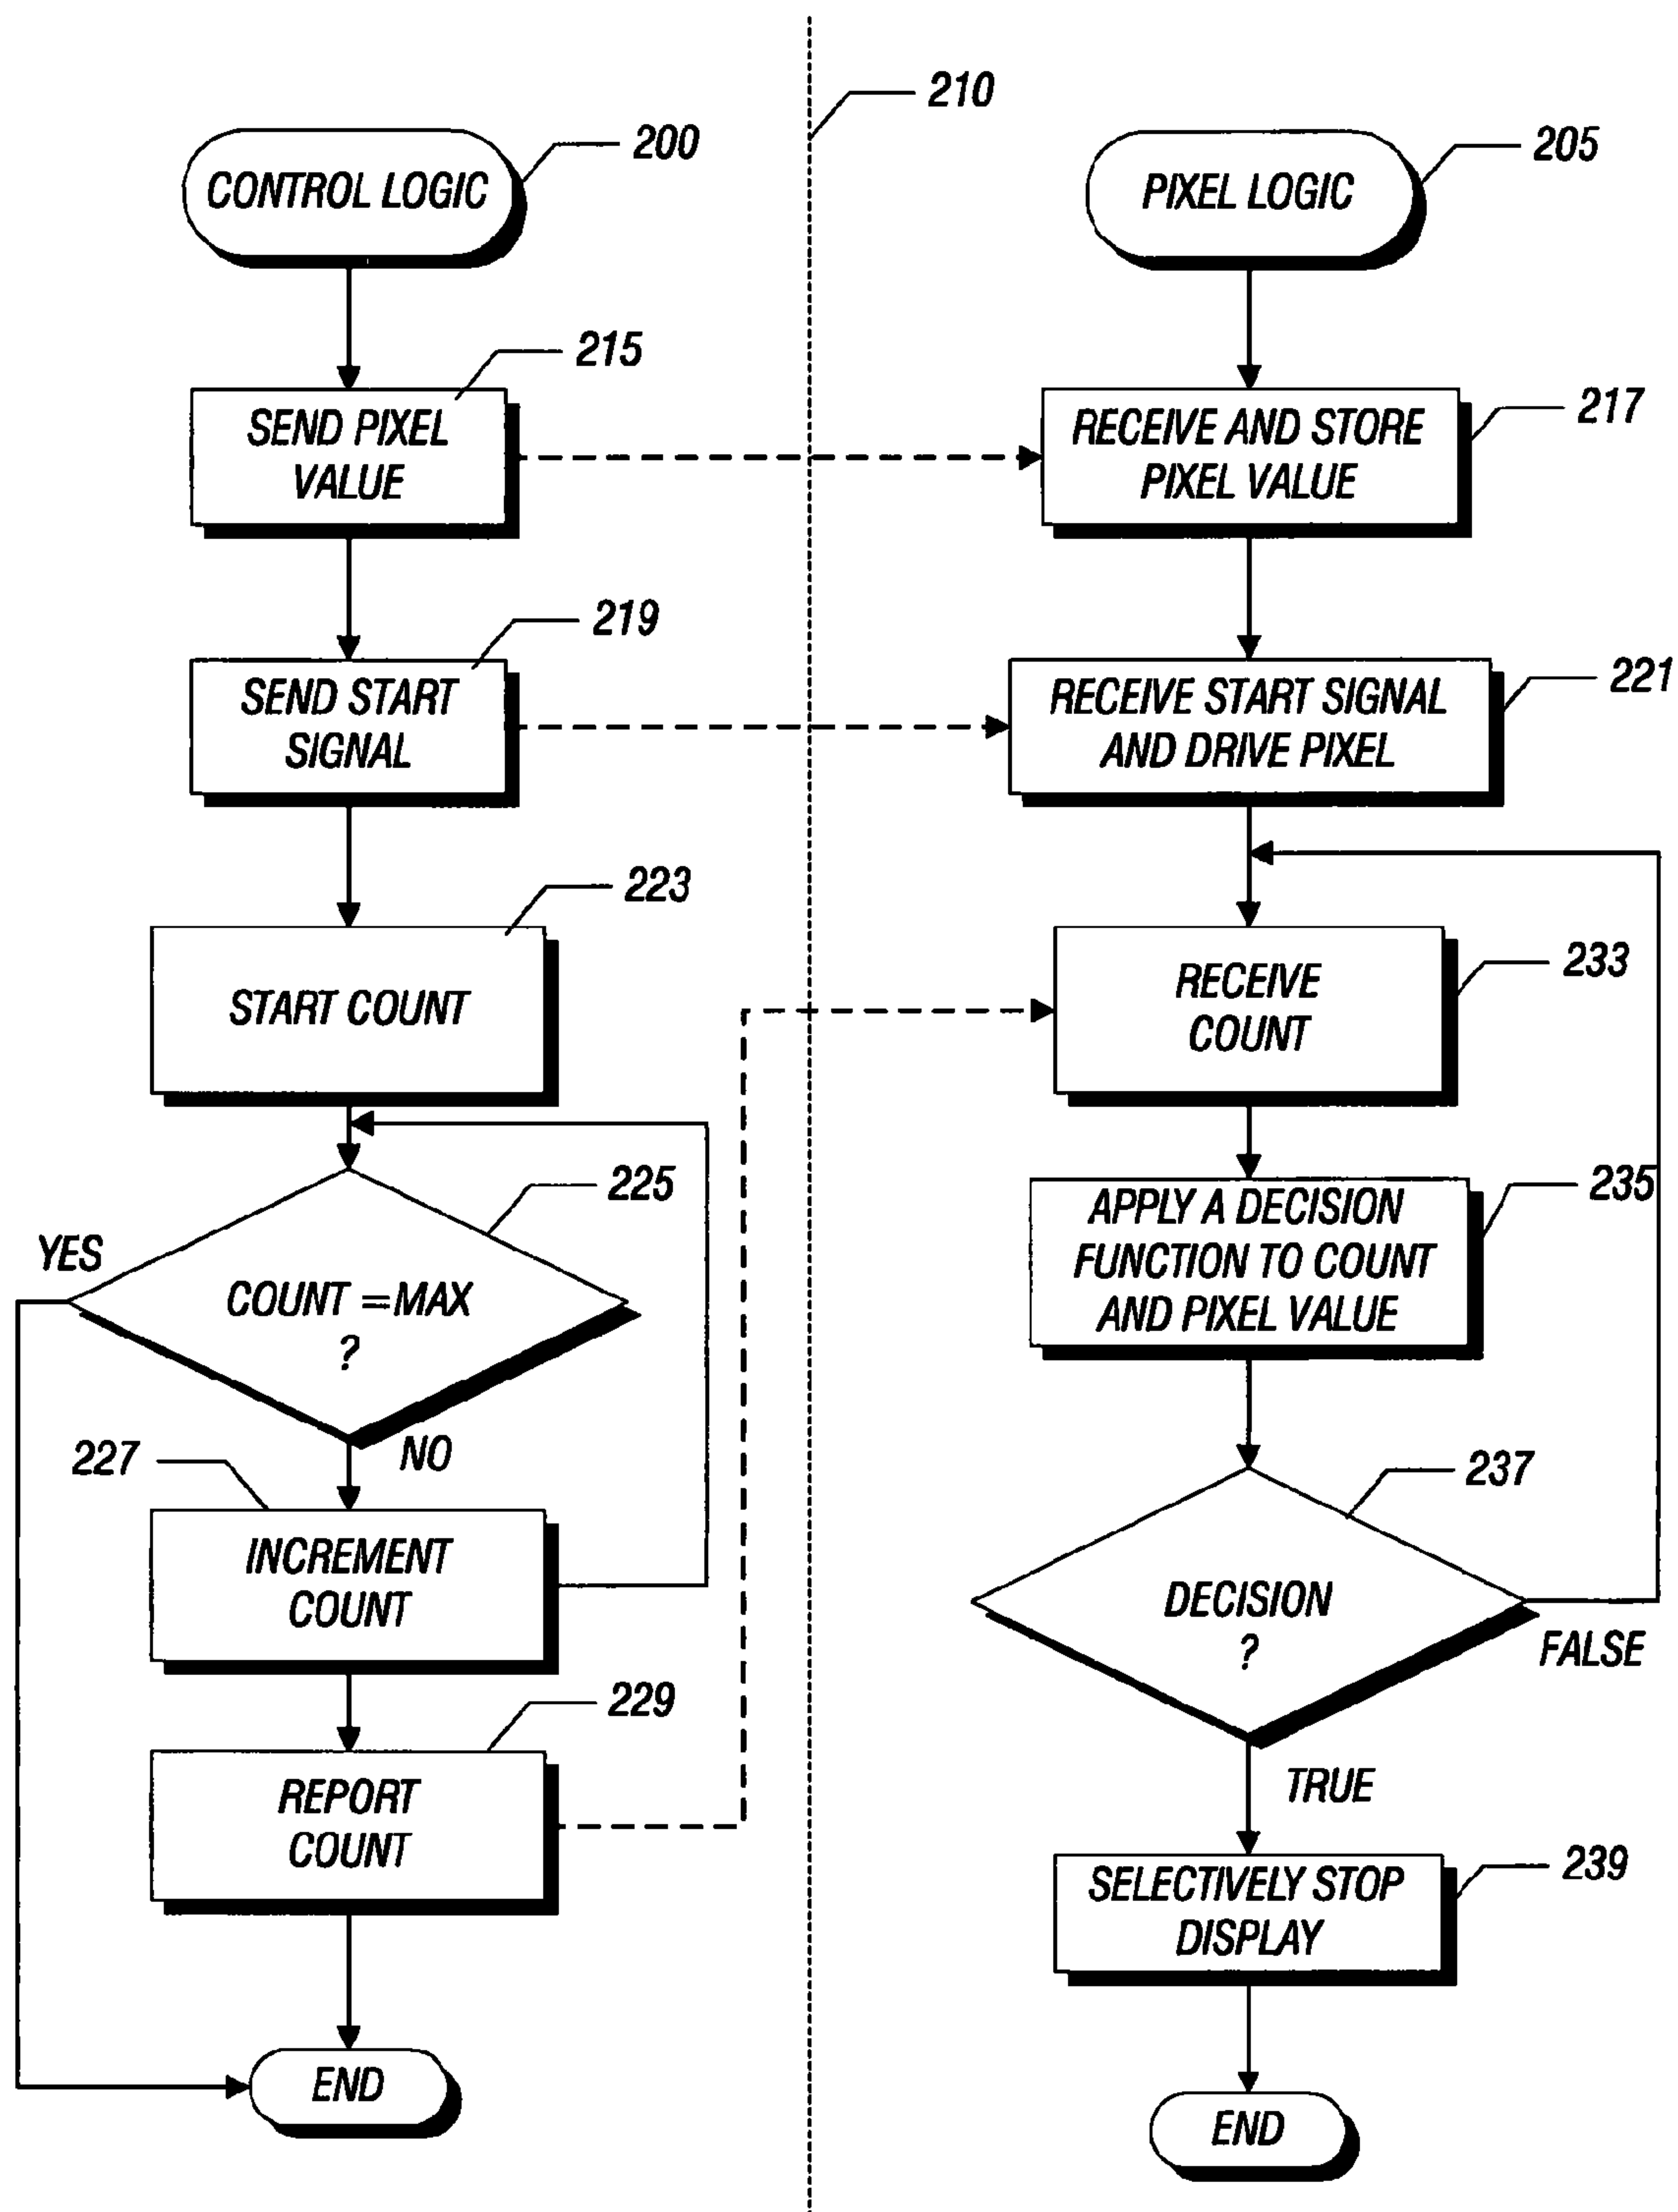 210
CONTROL LOGIC
200
SEND PIXEL
VALUE
215
SEND START
SIGNAL
219
START COUNT
223
COUNT =MAX
?
225
YES
NO
INCREMENT
COUNT
227
REPORT
COUNT
229
END
PIXEL LOGIC
205
RECEIVE AND STORE
PIXEL VALUE
217
RECEIVE START SIGNAL
AND DRIVE PIXEL
221
RECEIVE
COUNT
233
APPLY A DECISION
FUNCTION TO COUNT
AND PIXEL VALUE
235
DECISION
?
237
FALSE
TRUE
SELECTIVELY STOP
DISPLAY
239
END